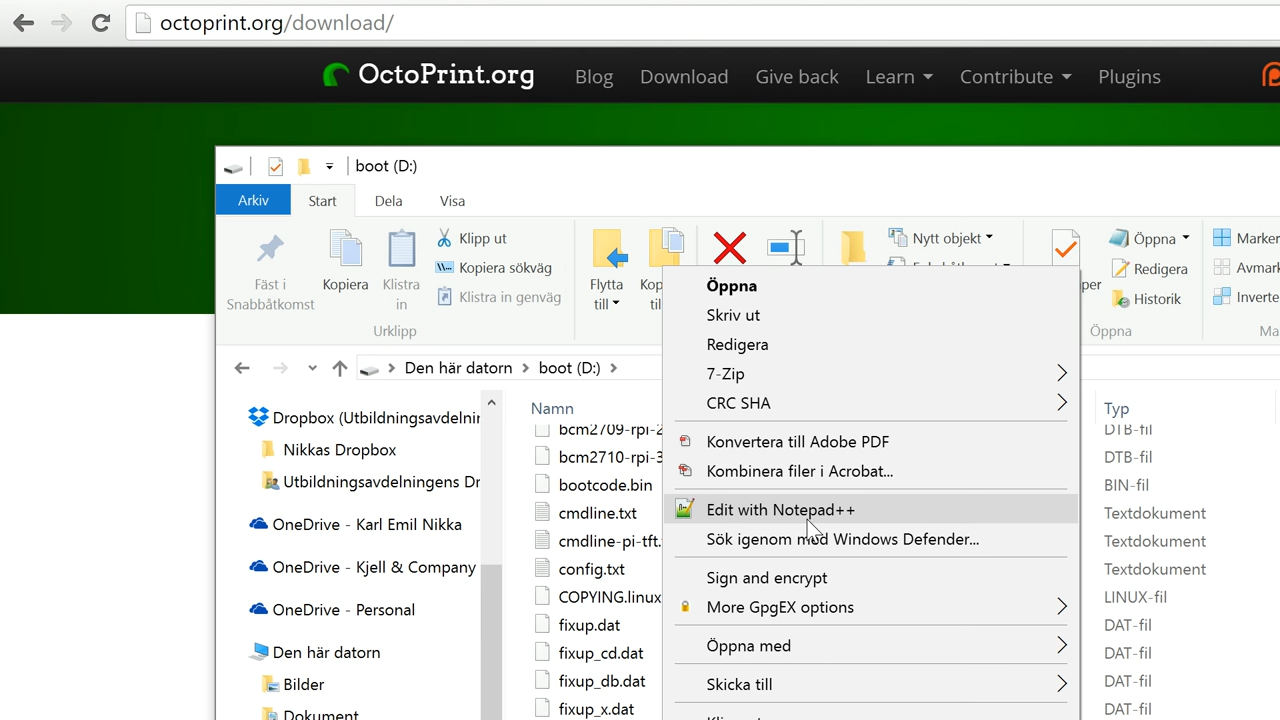 octoprint.org/download/
OctoPrint.org Blog Download Give back Learn Contribute Plugins
boot (D:)
Arkiv Start Dela Visa
Nytt objekt
Öppna
Marker
Klipp ut
Kopiera sökväg
Klistra in genväg
Redigera
Avmark
Historik
Inverte
Fäst i
Snabbåtkomst
Kopiera
Klistra
in
Flytta
till
Kop
til
per
Urklipp
Öppna
Ma
Den här datorn boot (D:)
Öppna
Skriv ut
Redigera
7-Zip
CRC SHA
Konvertera till Adobe PDF
Kombinera filer i Acrobat...
Edit with Notepad++
Sök igenom med Windows Defender...
Sign and encrypt
More GpgEX options
Öppna med
Skicka till
Dropbox (Utbildningsavdelnin
Nikkas Dropbox
Utbildningsavdelningens Dr
OneDrive - Karl Emil Nikka
OneDrive - Kjell & Company
OneDrive - Personal
Den här datorn
Bilder
Dokument
Namn
Typ
bcm2709-rpi-2
DTB-fil
bcm2710-rpi-3
DTB-fil
bootcode.bin
BIN-fil
cmdline.txt
Textdokument
cmdline-pi-tft.
Textdokument
config.txt
Textdokument
COPYING.linux
LINUX-fil
fixup.dat
DAT-fil
fixup_cd.dat
DAT-fil
fixup_db.dat
DAT-fil
fixup_x.dat
DAT-fil